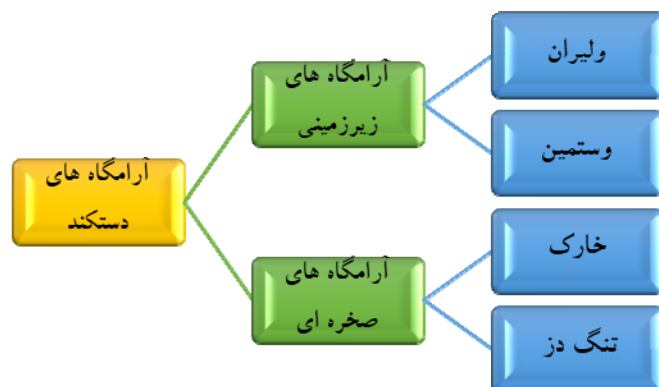 آرامگاه های
دستکند
آرامگاه های
زیرزمینی
ولیران
وستمین
آرامگاه های
صخره ای
خارک
تنگ دز